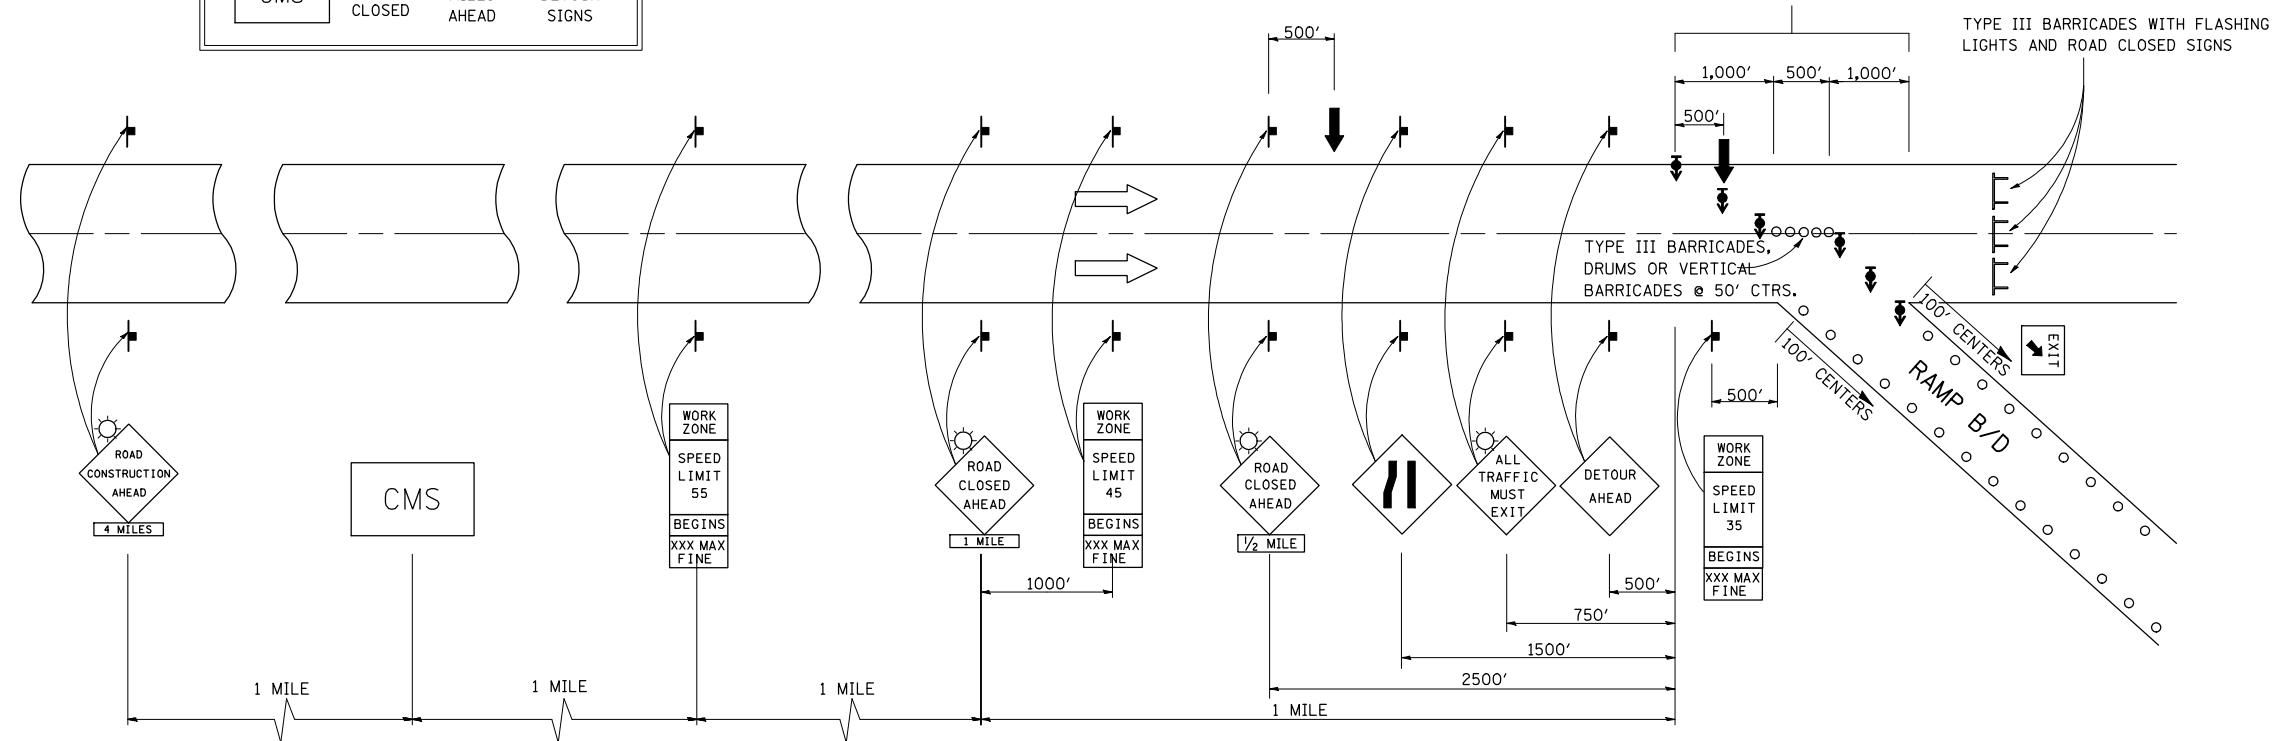 CLOSED
AHEAD
SIGNS
500'
TYPE III BARRICADES WITH FLASHING
LIGHTS AND ROAD CLOSED SIGNS
1,000'
500'
1,000'
500'
TYPE III BARRICADES,
DRUMS OR VERTICAL
BARRICADES @ 50' CTRS.
100' CENTERS
100' CENTERS
EXIT
RAMP B/D
500'
ROAD
CONSTRUCTION
AHEAD
4 MILES
CMS
WORK
ZONE
SPEED
LIMIT
55
BEGINS
XXX MAX
FINE
ROAD
CLOSED
AHEAD
1 MILE
WORK
ZONE
SPEED
LIMIT
45
BEGINS
XXX MAX
FINE
ROAD
CLOSED
AHEAD
1/2 MILE
ALL
TRAFFIC
MUST
EXIT
DETOUR
AHEAD
WORK
ZONE
SPEED
LIMIT
35
BEGINS
XXX MAX
FINE
1000'
500'
750'
1500'
2500'
1 MILE
1 MILE
1 MILE
1 MILE